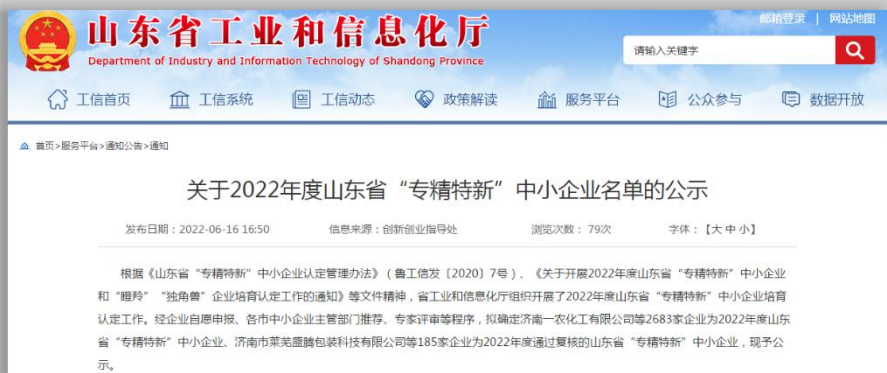 邮箱登录 | 网站地图
山东省工业和信息化厅
Department of Industry and Information Technology of Shandong Province
请输入关键字
工信首页 工信系统 工信动态 政策解读 服务平台 公众参与 数据开放
首页>服务平台>通知公告>通知
关于2022年度山东省“专精特新”中小企业名单的公示
发布日期：2022-06-16 16:50 信息来源：创新创业指导处 浏览次数： 79次 字体：【大 中 小】
根据《山东省“专精特新”中小企业认定管理办法》（鲁工信发〔2020〕7号）、《关于开展2022年度山东省“专精特新”中小企业
和“瞪羚”“独角兽”企业培育认定工作的通知》等文件精神，省工业和信息化厅组织开展了2022年度山东省“专精特新”中小企业培育
认定工作。经企业自愿申报、各市中小企业主管部门推荐、专家评审等程序，拟确定济南一农化工有限公司等2683家企业为2022年度山东
省“专精特新”中小企业、济南市莱芜盛腾包装科技有限公司等185家企业为2022年度通过复核的山东省“专精特新”中小企业，现予公
示。